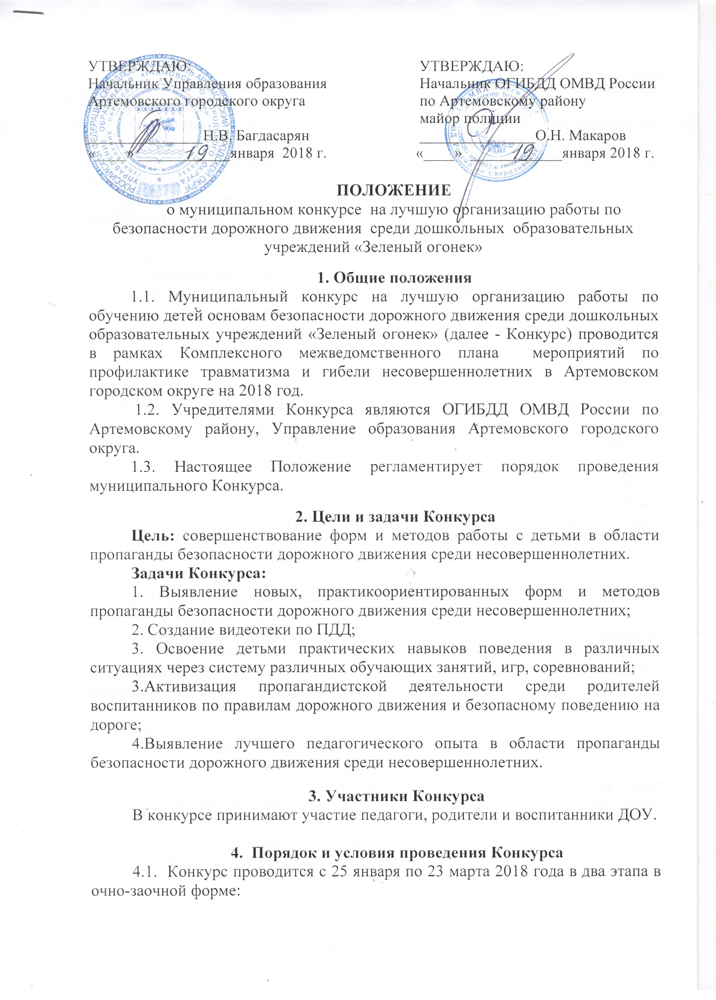 УТВЕРЖДАЮ:
Начальник Управления образования
Артемовского городского округа
_______________Н.В. Багдасарян
«____» 19 января 2018 г.
УТВЕРЖДАЮ:
Начальник ОГИБДД ОМВД России
по Артемовскому району
майор полиции
_______________О.Н. Макаров
«____» 19 января 2018 г.
ПОЛОЖЕНИЕ
о муниципальном конкурсе на лучшую организацию работы по
безопасности дорожного движения среди дошкольных образовательных
учреждений «Зеленый огонек»
1. Общие положения
1.1. Муниципальный конкурс на лучшую организацию работы по
обучению детей основам безопасности дорожного движения среди дошкольных
образовательных учреждений «Зеленый огонек» (далее - Конкурс) проводится
в рамках Комплексного межведомственного плана мероприятий по
профилактике травматизма и гибели несовершеннолетних в Артемовском
городском округе на 2018 год.
1.2. Учредителями Конкурса являются ОГИБДД ОМВД России по
Артемовскому району, Управление образования Артемовского городского
округа.
1.3. Настоящее Положение регламентирует порядок проведения
муниципального Конкурса.
2. Цели и задачи Конкурса
Цель: совершенствование форм и методов работы с детьми в области
пропаганды безопасности дорожного движения среди несовершеннолетних.
Задачи Конкурса:
1. Выявление новых, практикоориентированных форм и методов
пропаганды безопасности дорожного движения среди несовершеннолетних;
2. Создание видеотеки по ПДД;
3. Освоение детьми практических навыков поведения в различных
ситуациях через систему различных обучающих занятий, игр, соревнований;
3.Активизация пропагандистской деятельности среди родителей
воспитанников по правилам дорожного движения и безопасному поведению на
дороге;
4.Выявление лучшего педагогического опыта в области пропаганды
безопасности дорожного движения среди несовершеннолетних.
3. Участники Конкурса
В конкурсе принимают участие педагоги, родители и воспитанники ДОУ.
4. Порядок и условия проведения Конкурса
4.1. Конкурс проводится с 25 января по 23 марта 2018 года в два этапа в
очно-заочной форме: